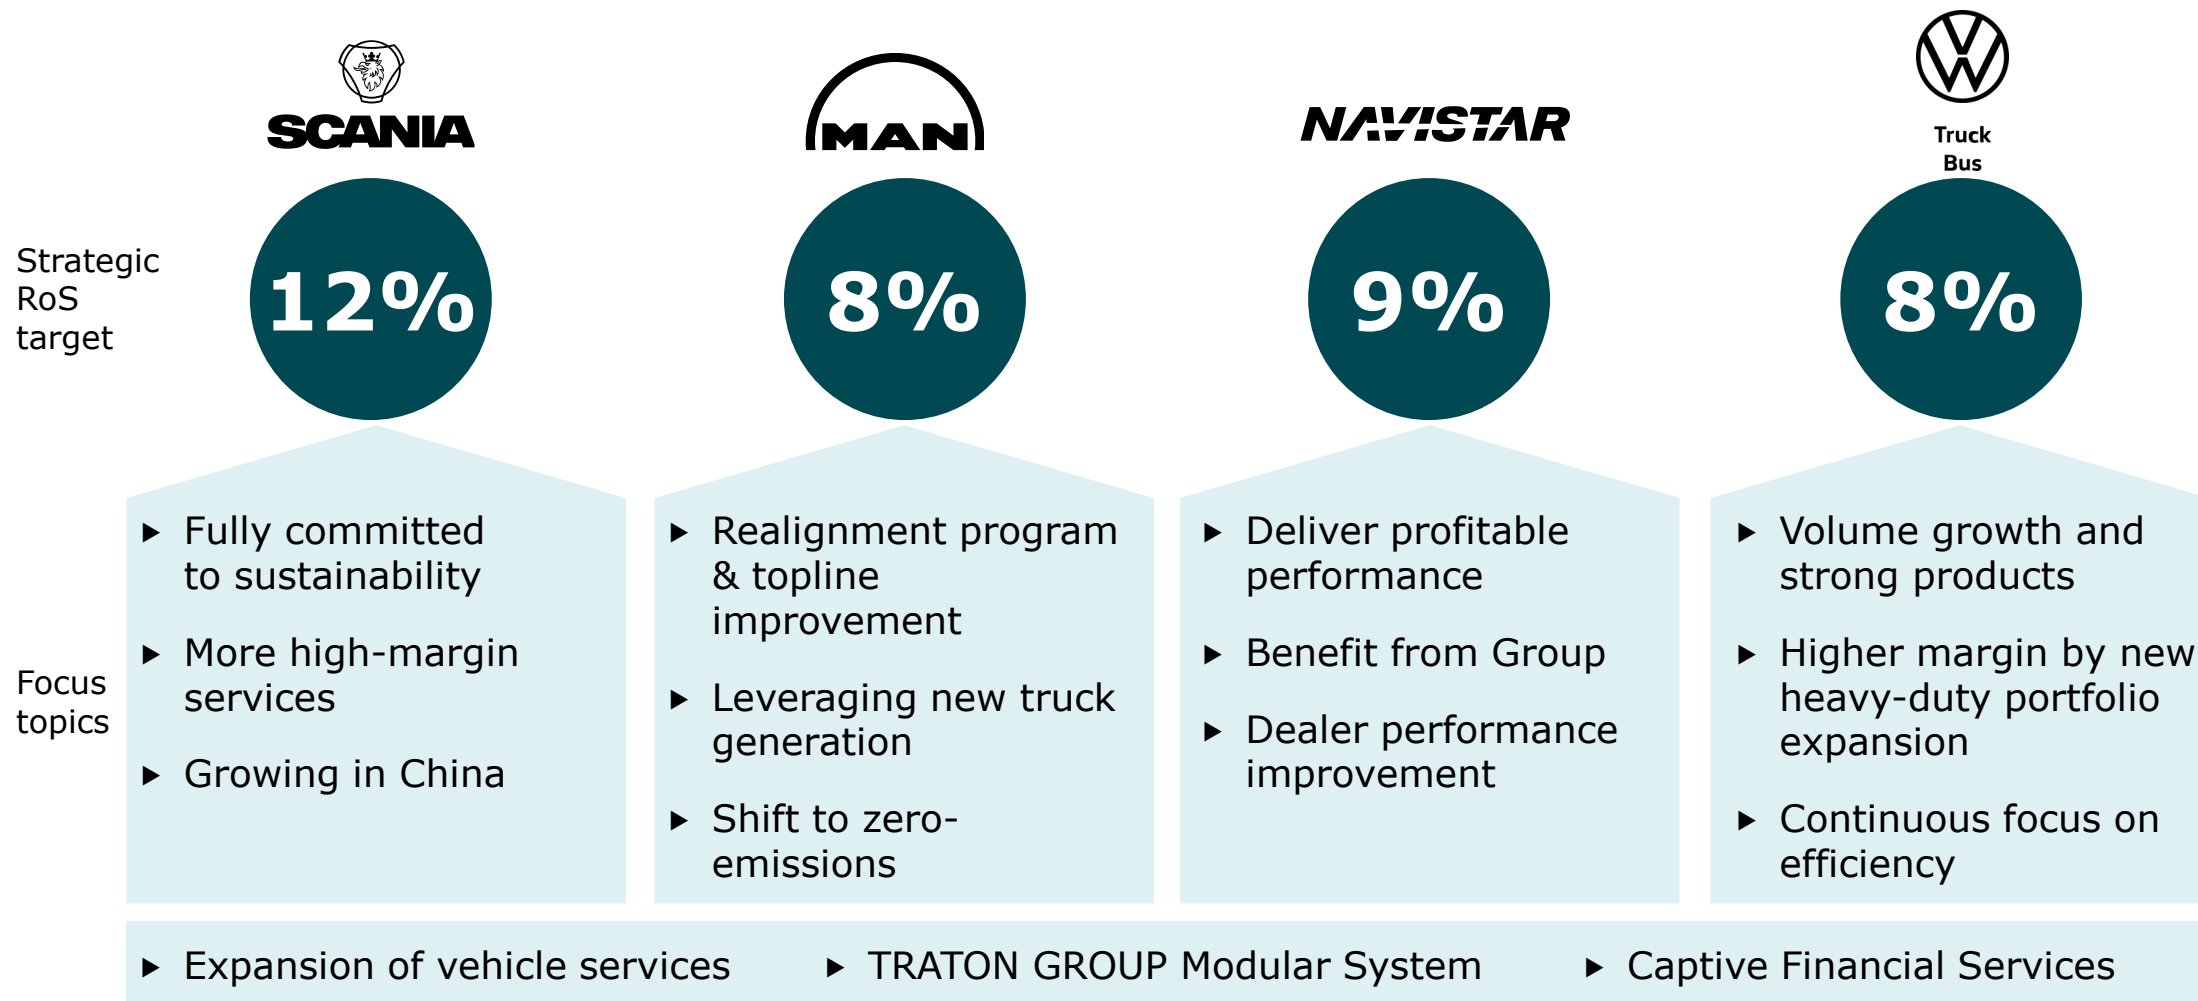 SCANIA
MAN
NAVISTAR
Truck
Bus
Strategic
RoS
target
12%
8%
9%
8%
Focus
topics
▶ Fully committed
to sustainability
▶ More high-margin
services
▶ Growing in China
▶ Realignment program
& topline
improvement
▶ Leveraging new truck
generation
▶ Shift to zero-
emissions
▶ Deliver profitable
performance
▶ Benefit from Group
▶ Dealer performance
improvement
▶ Volume growth and
strong products
▶ Higher margin by new
heavy-duty portfolio
expansion
▶ Continuous focus on
efficiency
▶ Expansion of vehicle services
▶ TRATON GROUP Modular System
▶ Captive Financial Services